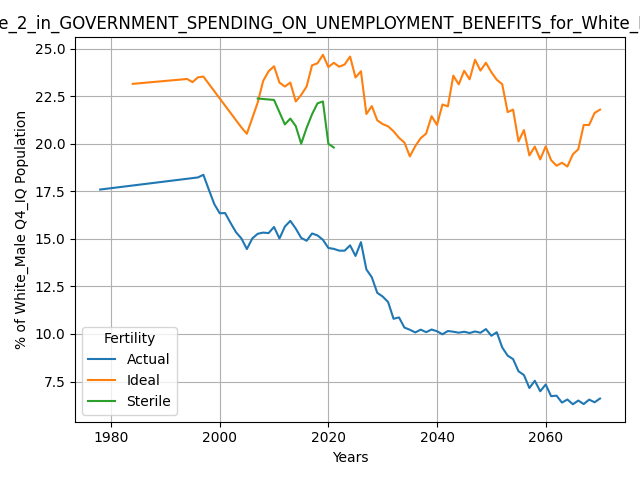 e_2_in_GOVERNMENT_SPENDING_ON_UNEMPLOYMENT_BENEFITS_for_White_
% of White_Male Q4_IQ Population
25.0
22.5
20.0
17.5
15.0
12.5
10.0
7.5
Fertility
Actual
Ideal
Sterile
1980
2000
2020
2040
2060
Years